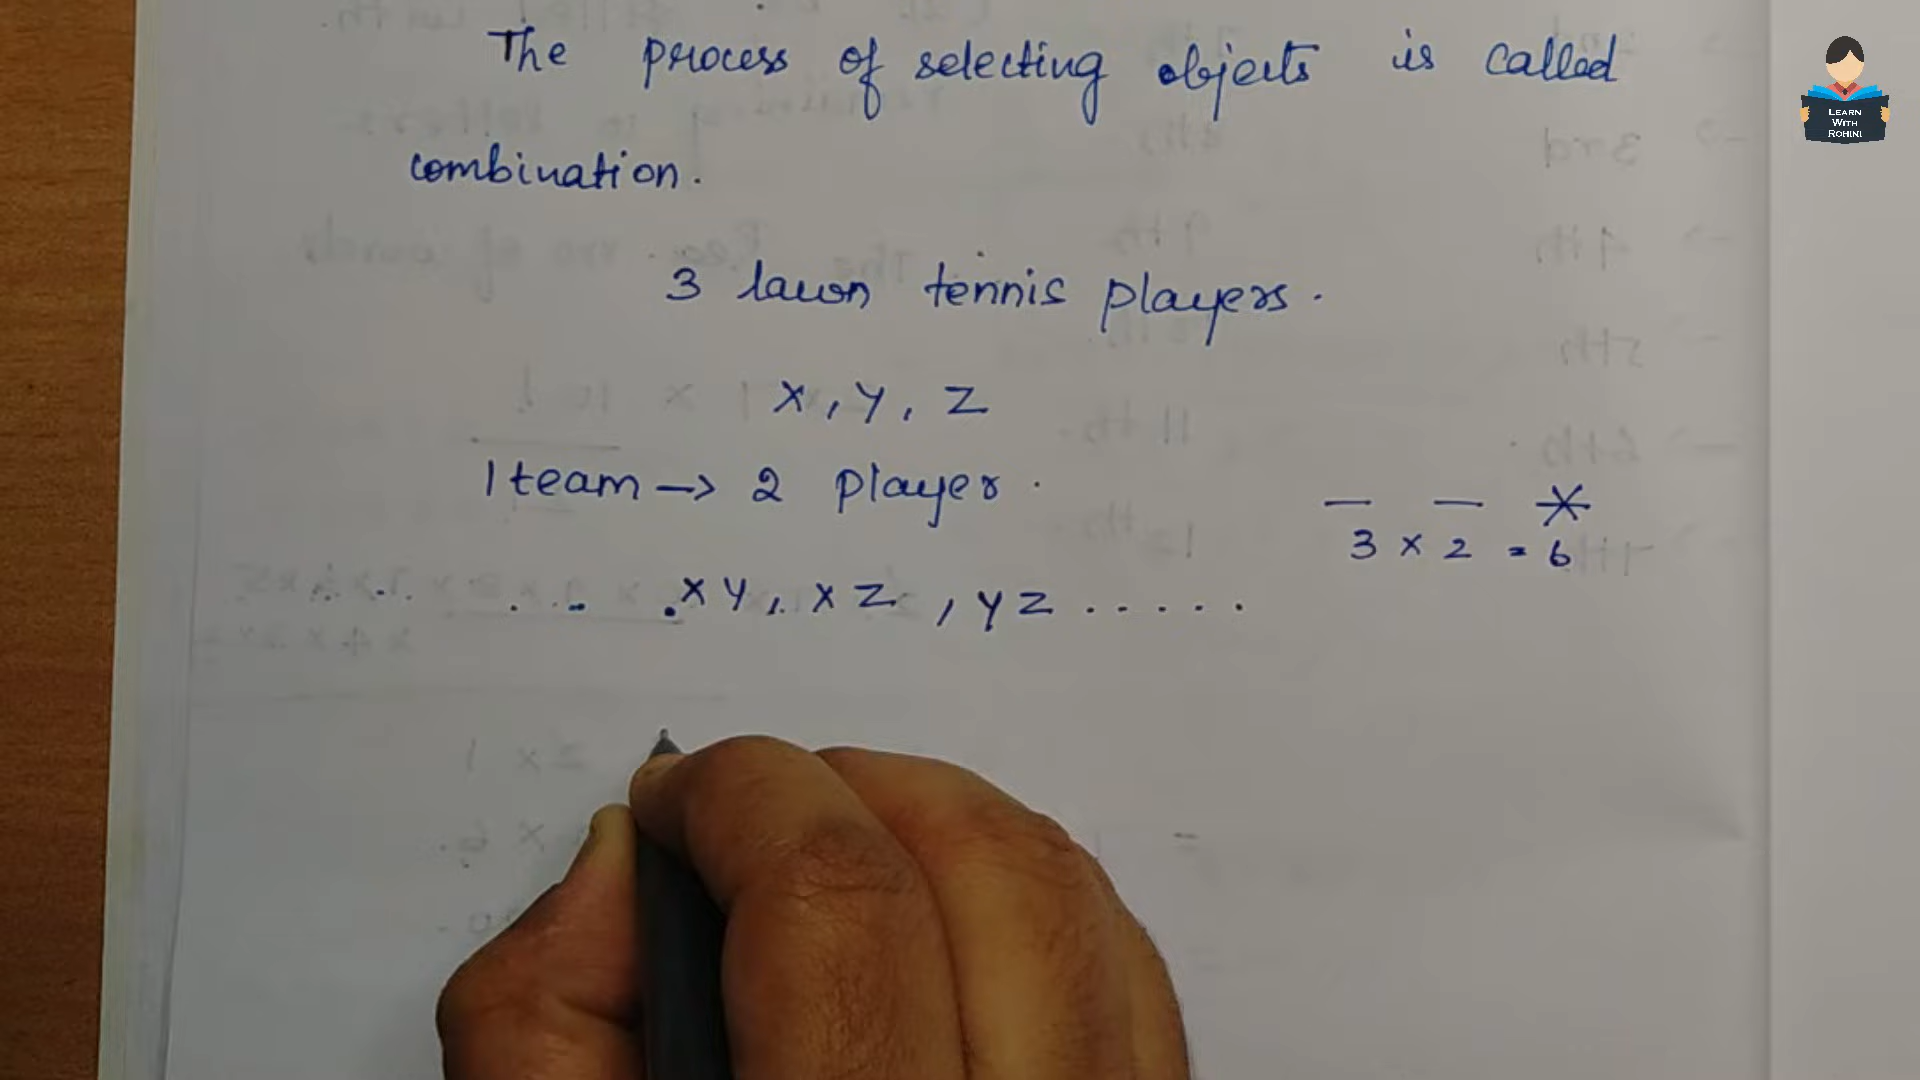 The process of selecting objects is called
combination.
3 lawn tennis players.
X, Y, Z
1 team → 2 player.
— — ⚹
3 × 2 = 6
XY, XZ, YZ .....
LEARN
WITH
ROHINI